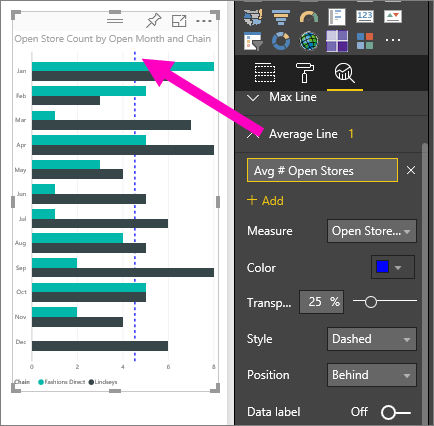 Open Store Count by Open Month and Chain
Jan
Feb
Mar
Apr
May
Jun
Jul
Aug
Sep
Oct
Nov
Dec
0 2 4 6 8
Chain Fashions Direct Lindseys
Max Line
Average Line 1
Avg # Open Stores
+ Add
Measure Open Store...
Color
Transp... 25 %
Style Dashed
Position Behind
Data label Off